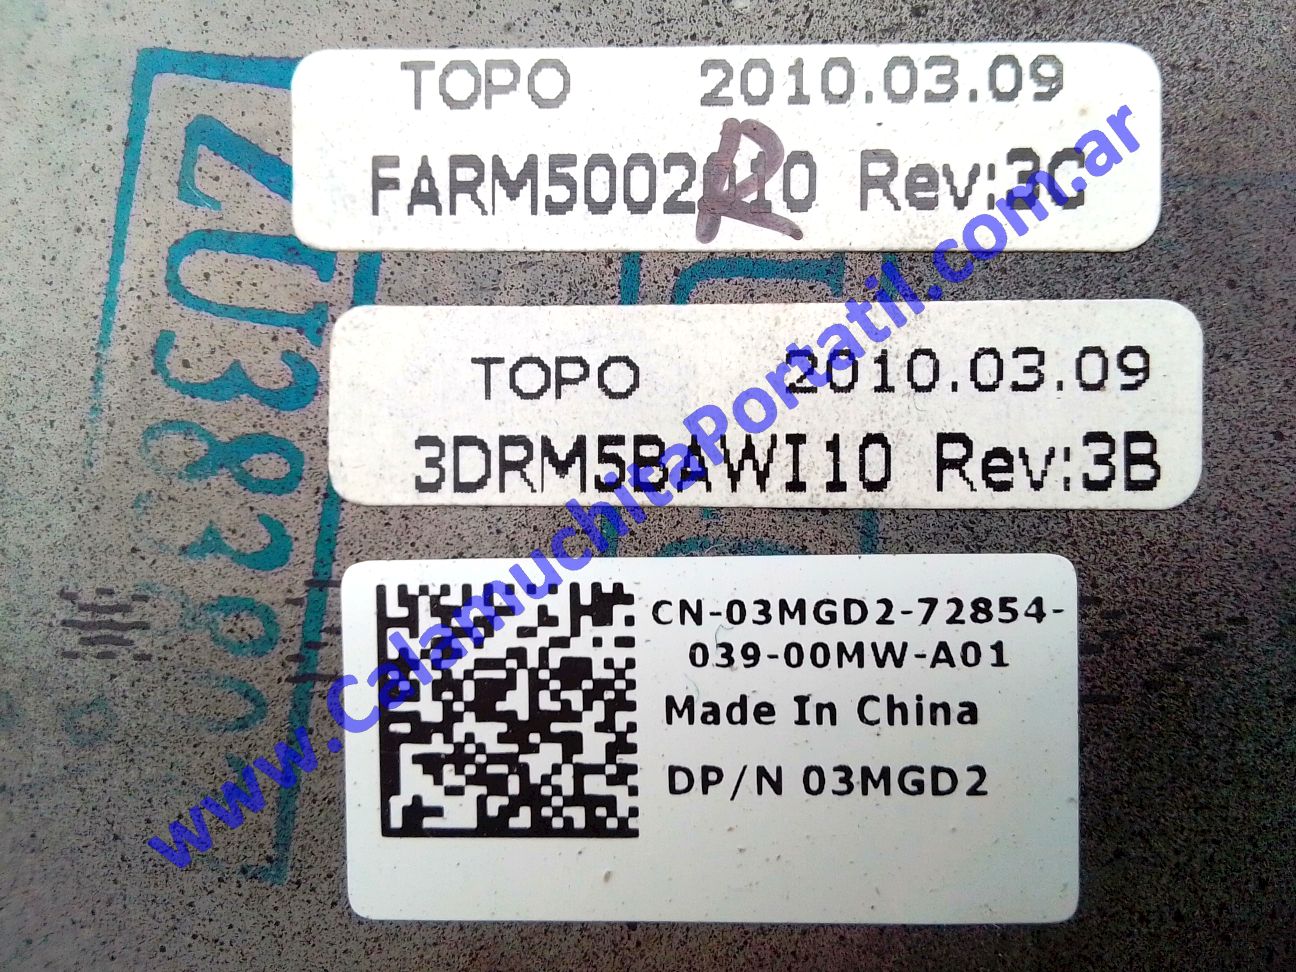 TOPO 2010.03.09
FARM5002 10 Rev:3C
R
TOPO 2010.03.09
3DRM5BAWI10 Rev:3B
CN-03MGD2-72854-
039-00MW-A01
Made In China
DP/N 03MGD2
www.CalamuchitaPortatil.com.ar